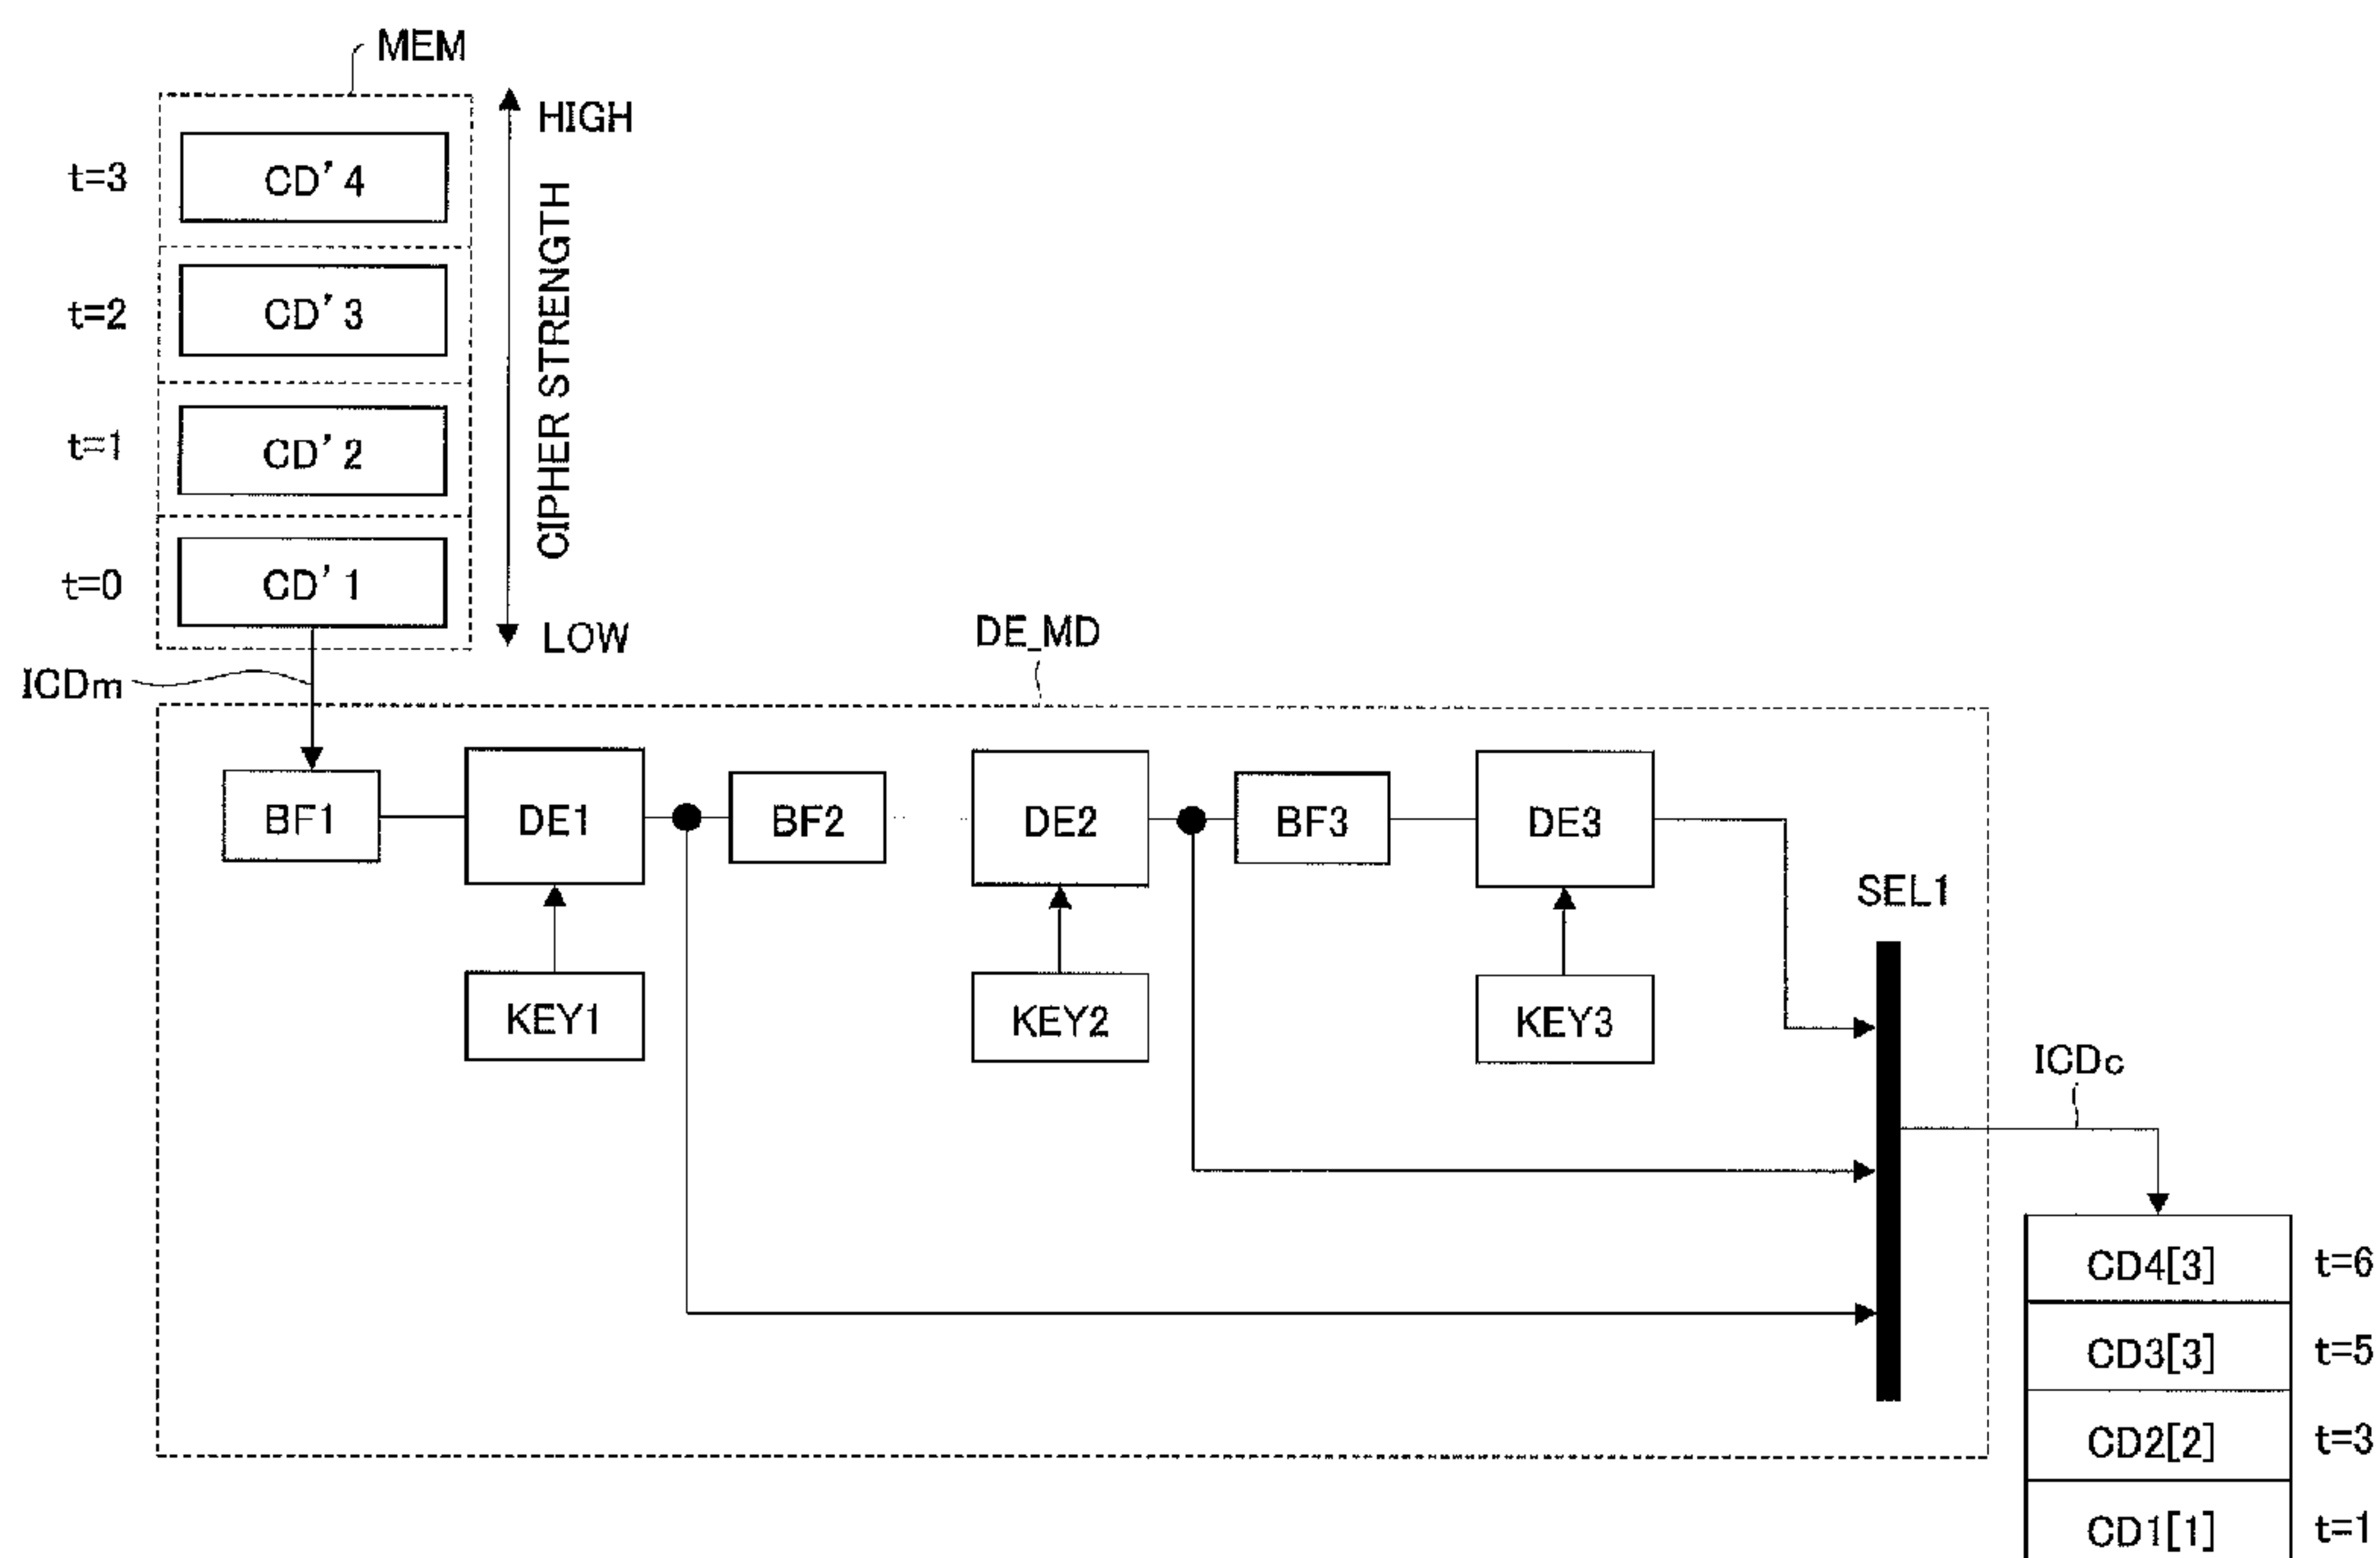 MEM
HIGH
t=3
CD'4
t=2
CD'3
CIPHER STRENGTH
t=1
CD'2
t=0
CD'1
LOW
DE_MD
ICDm
BF1
DE1
BF2
DE2
BF3
DE3
SEL1
KEY1
KEY2
KEY3
ICDc
CD4[3]
t=6
CD3[3]
t=5
CD2[2]
t=3
CD1[1]
t=1